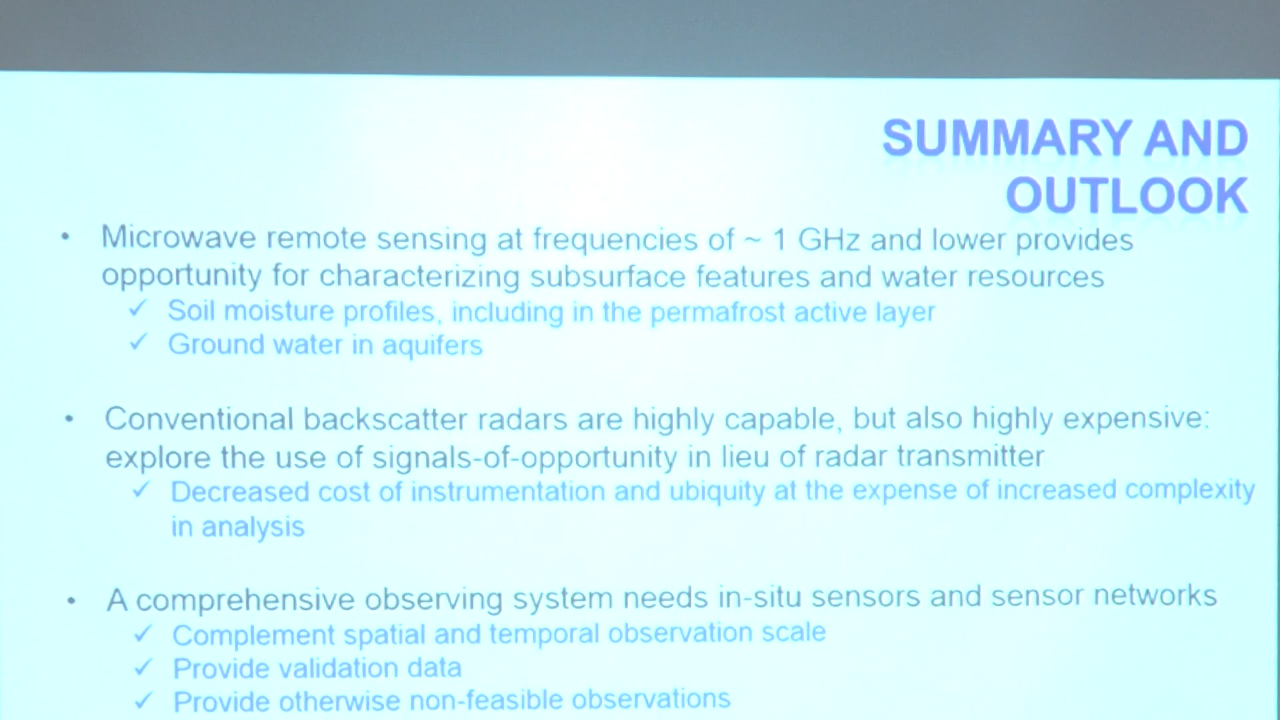 SUMMARY AND
OUTLOOK
• Microwave remote sensing at frequencies of ~ 1 GHz and lower provides
opportunity for characterizing subsurface features and water resources
✓ Soil moisture profiles, including in the permafrost active layer
✓ Ground water in aquifers
• Conventional backscatter radars are highly capable, but also highly expensive:
explore the use of signals-of-opportunity in lieu of radar transmitter
✓ Decreased cost of instrumentation and ubiquity at the expense of increased complexity
in analysis
• A comprehensive observing system needs in-situ sensors and sensor networks
✓ Complement spatial and temporal observation scale
✓ Provide validation data
✓ Provide otherwise non-feasible observations